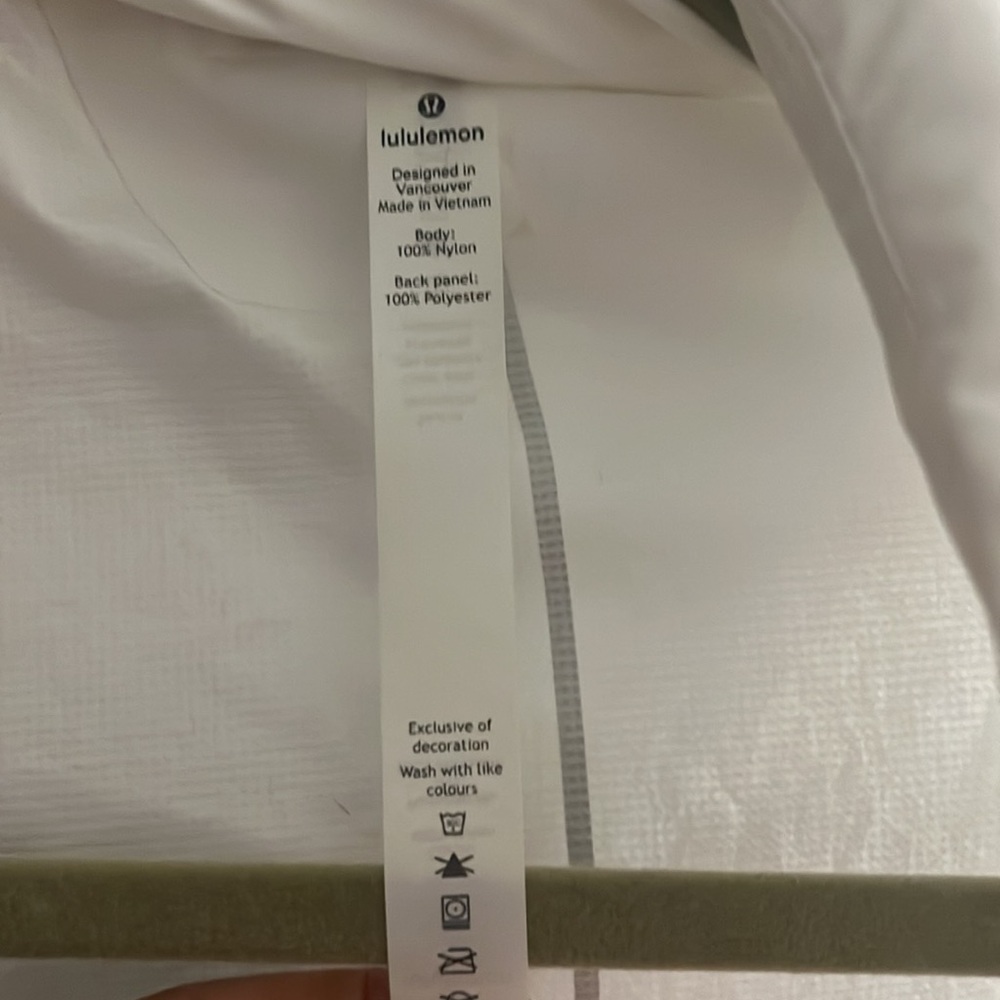 lululemon
Designed in
Vancouver
Made in Vietnam
Body:
100% Nylon
Back panel:
100% Polyester
Exclusive of
decoration
Wash with like
colours